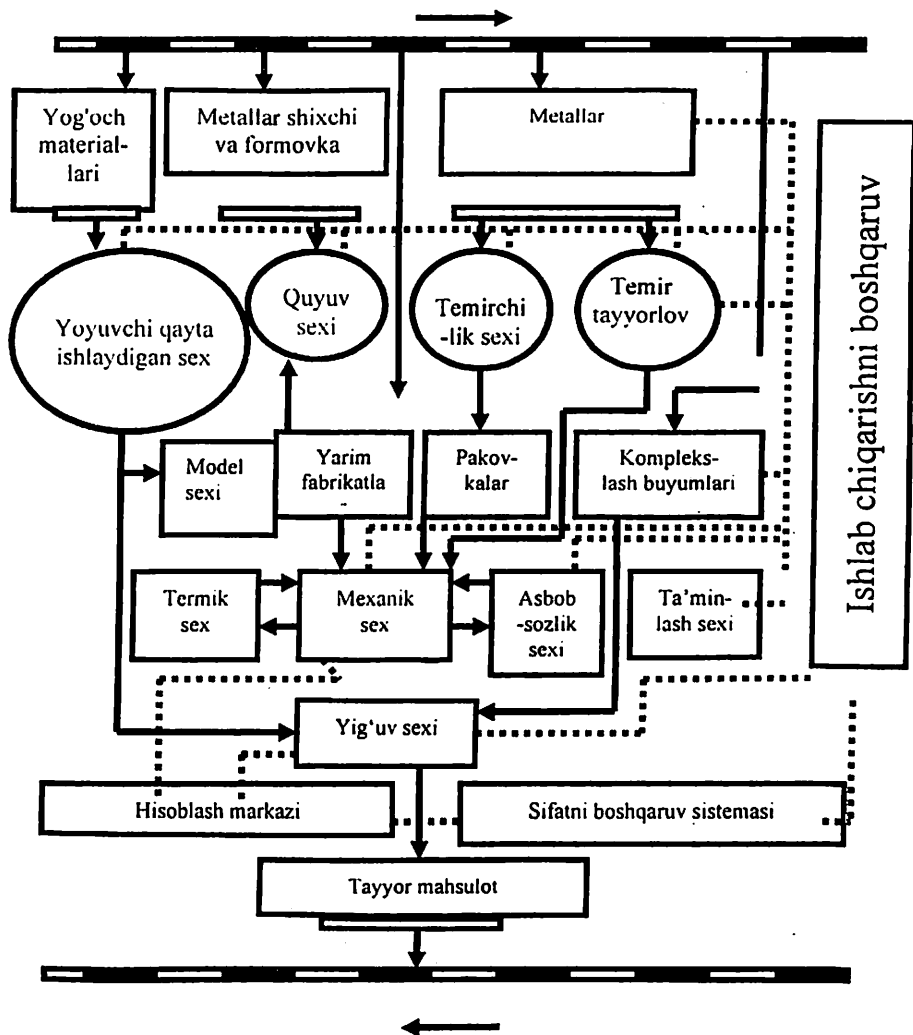 Yog'och
material-
lari
Metallar shixchi
va formovka
Metallar
Yoyuvchi qayta
ishlaydigan sex
Quyuv
sexi
Temirchi
-lik sexi
Temir
tayyorlov
Model
sexi
Yarim
fabrikatla
Pakov-
kalar
Kompleks-
lash buyumlari
Termik
sex
Mexanik
sex
Asbob
-sozlik
sexi
Ta’min-
lash sexi
Yig‘uv sexi
Hisoblash markazi
Sifatni boshqaruv sistemasi
Tayyor mahsulot
Ishlab chiqarishni boshqaruv